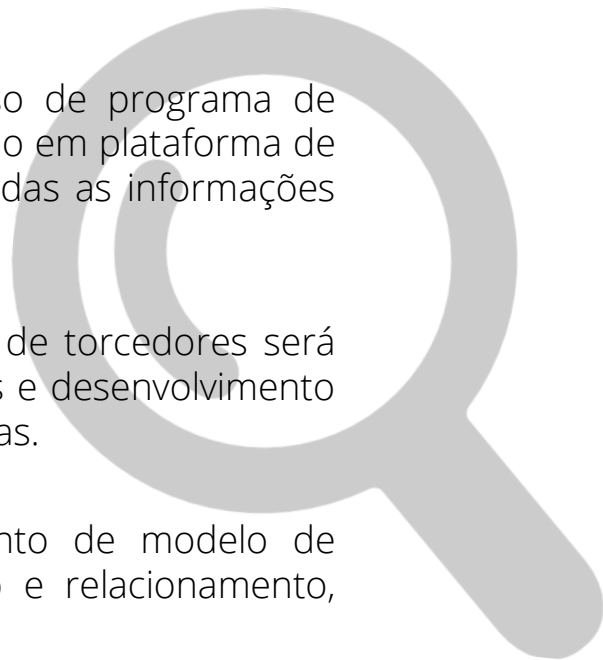 so de programa de
o em plataforma de
das as informações
de torcedores será
s e desenvolvimento
as.
nto de modelo de
o e relacionamento,